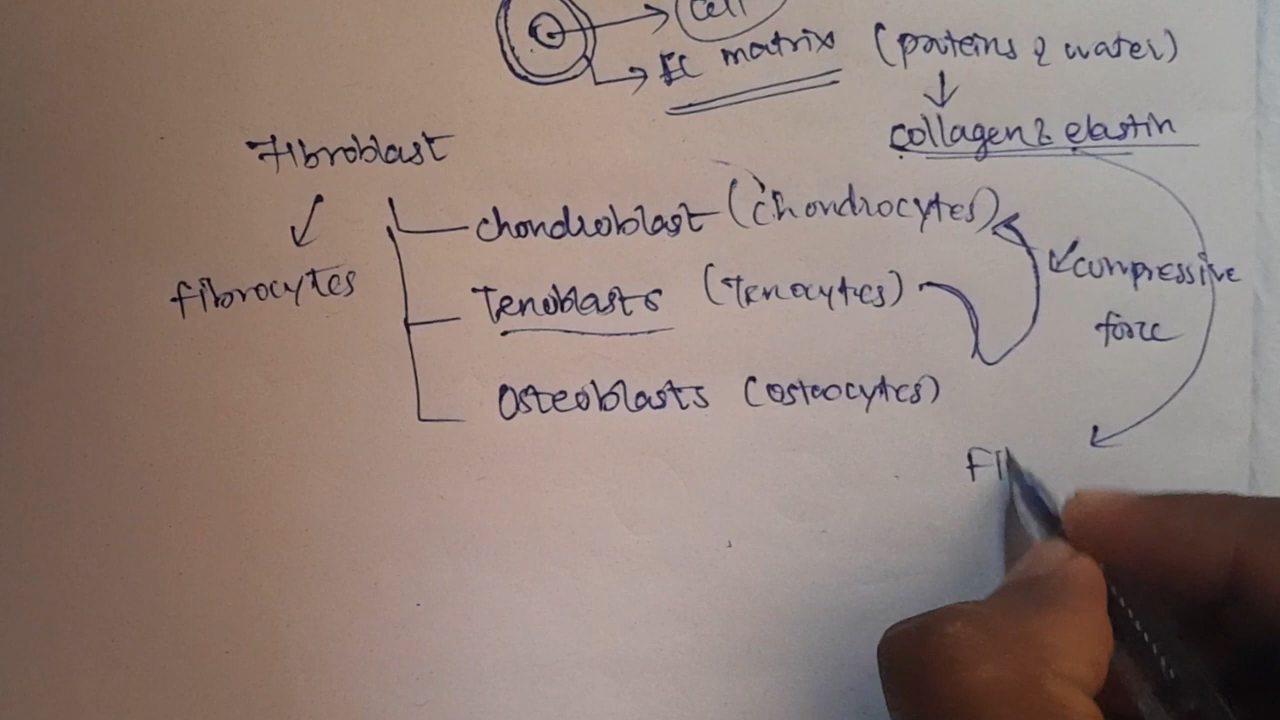 cell
EC matrix (proteins & water)
collagen & elastin
Fibroblast
chondroblast (chondrocytes)
compressive
force
fibrocytes
Tenoblasts (Tenocytes)
Osteoblasts (osteocytes)
FI